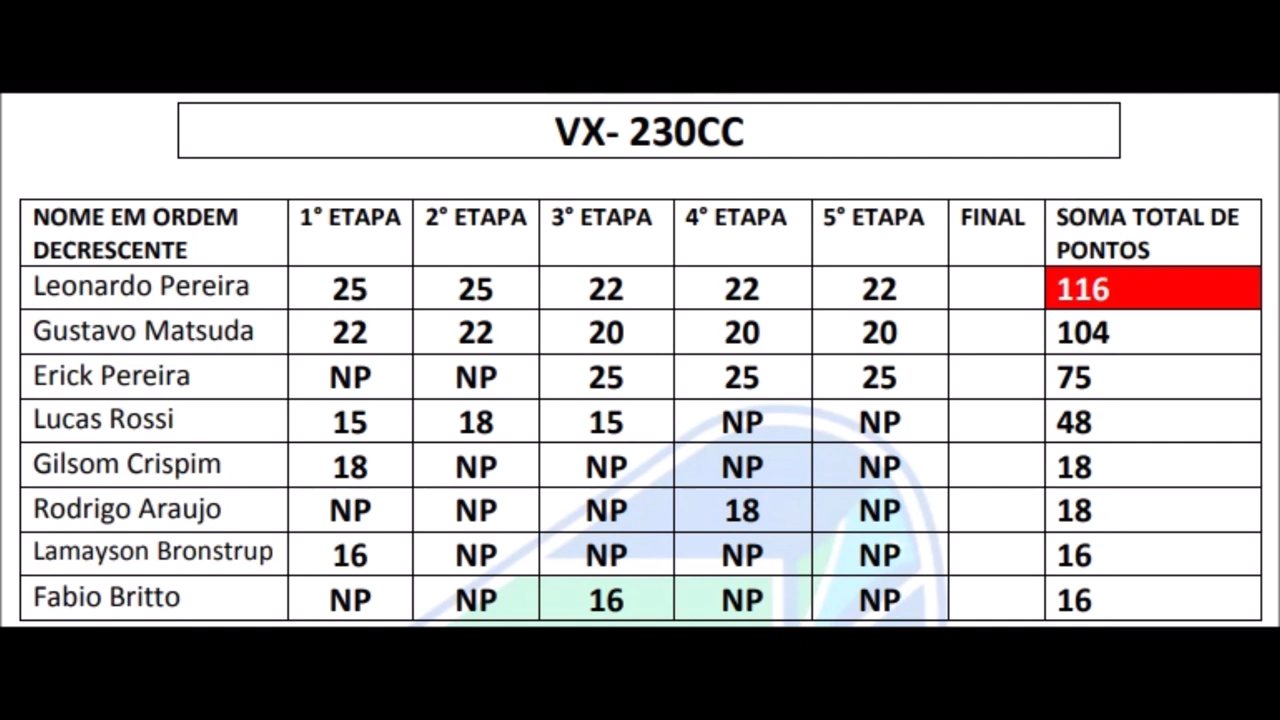 VX- 230CC
NOME EM ORDEM DECRESCENTE 1° ETAPA 2° ETAPA 3° ETAPA 4° ETAPA 5° ETAPA FINAL SOMA TOTAL DE PONTOS
Leonardo Pereira 25 25 22 22 22 116
Gustavo Matsuda 22 22 20 20 20 104
Erick Pereira NP NP 25 25 25 75
Lucas Rossi 15 18 15 NP NP 48
Gilsom Crispim 18 NP NP NP NP 18
Rodrigo Araujo NP NP NP 18 NP 18
Lamayson Bronstrup 16 NP NP NP NP 16
Fabio Britto NP NP 16 NP NP 16